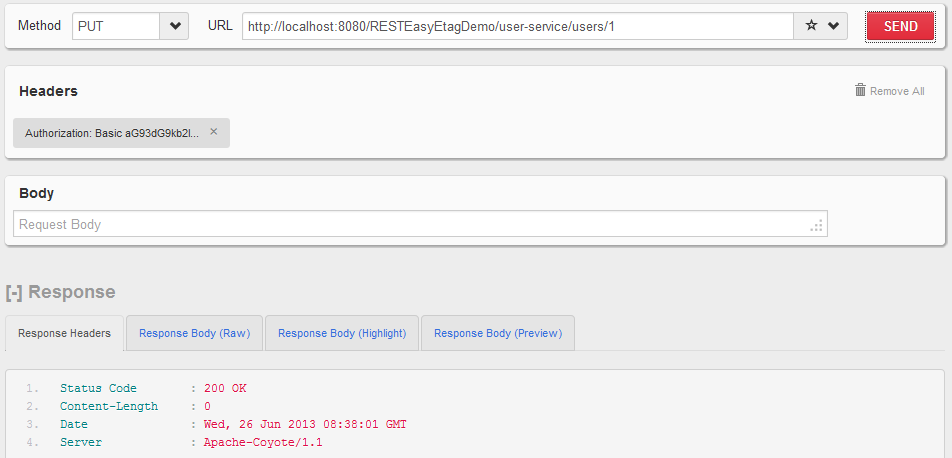 Method PUT URL http://localhost:8080/RESTEasyEtagDemo/user-service/users/1 SEND
Headers Remove All
Authorization: Basic aG93dG9kb2l... ×
Body
Request Body
[-] Response
Response Headers Response Body (Raw) Response Body (Highlight) Response Body (Preview)
1. Status Code : 200 OK
2. Content-Length : 0
3. Date : Wed, 26 Jun 2013 08:38:01 GMT
4. Server : Apache-Coyote/1.1